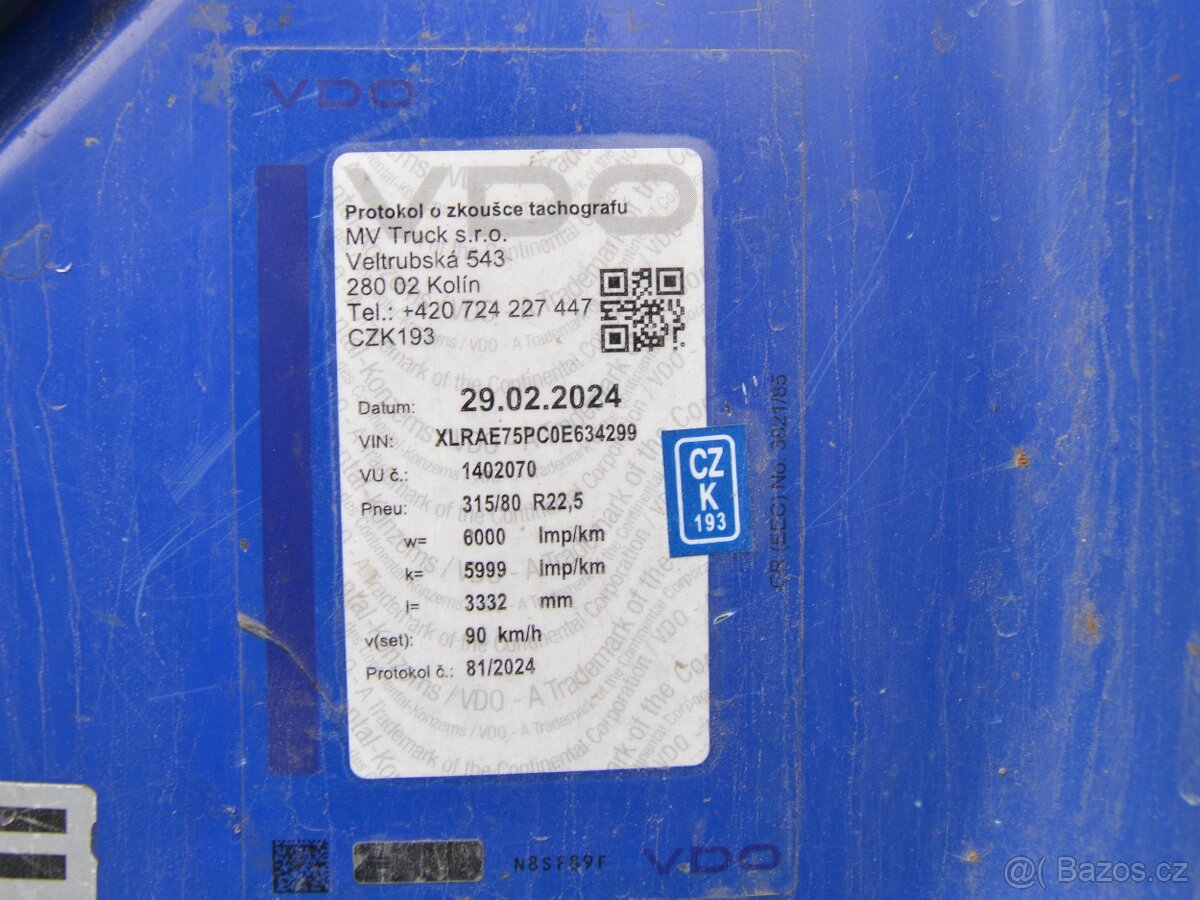 VDO
VDO
Protokol o zkoušce tachografu
MV Truck s.r.o.
Veltrubská 543
280 02 Kolín
Tel.: +420 724 227 447
CZK193
Datum: 29.02.2024
VIN: XLRAE75PC0E634299
VU č.: 1402070
Pneu: 315/80 R22,5
w= 6000 Imp/km
k= 5999 Imp/km
l= 3332 mm
v(set): 90 km/h
Protokol č.: 81/2024
CZ
K
193
N8SF89F
VDO
Bazos.cz